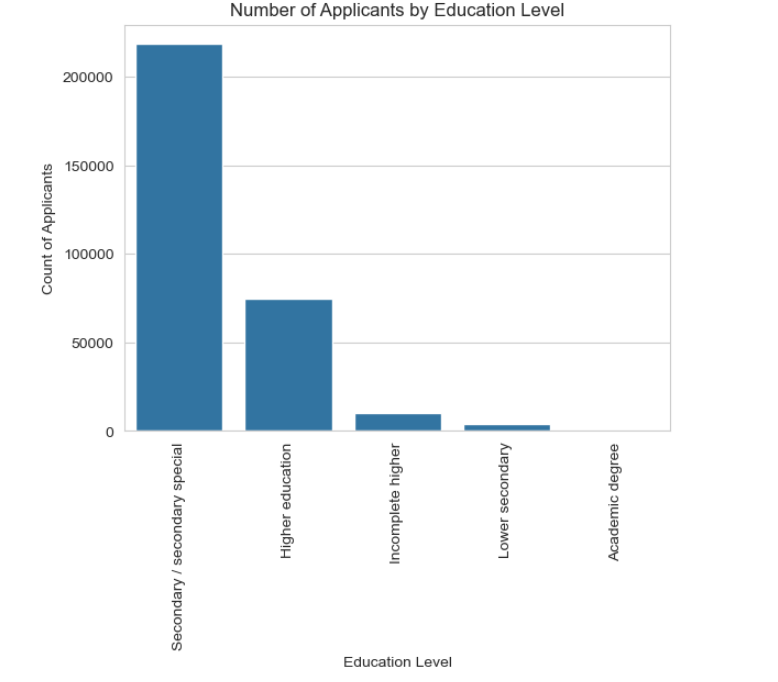 Number of Applicants by Education Level
200000
150000
100000
50000
0
Count of Applicants
Secondary / secondary special
Higher education
Incomplete higher
Lower secondary
Academic degree
Education Level